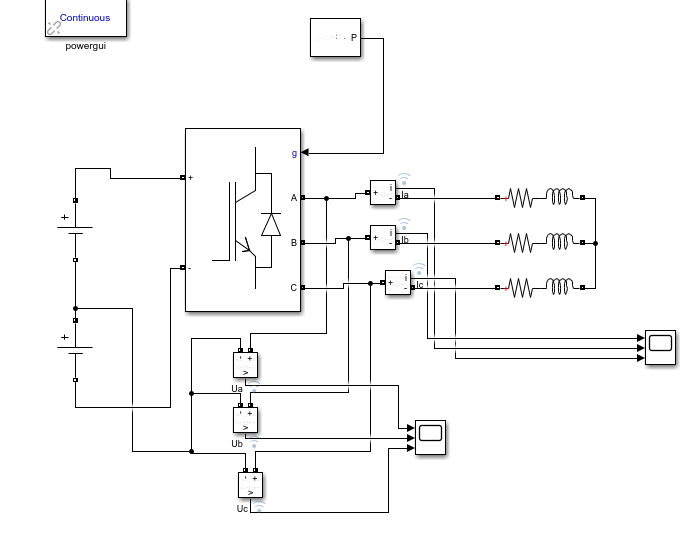 Continuous
powergui
P
g
+
A
i
+
-
Ia
+
B
i
+
-
Ib
-
C
i
+
-
Ic
+
- +
v
Ua
- +
v
Ub
- +
v
Uc